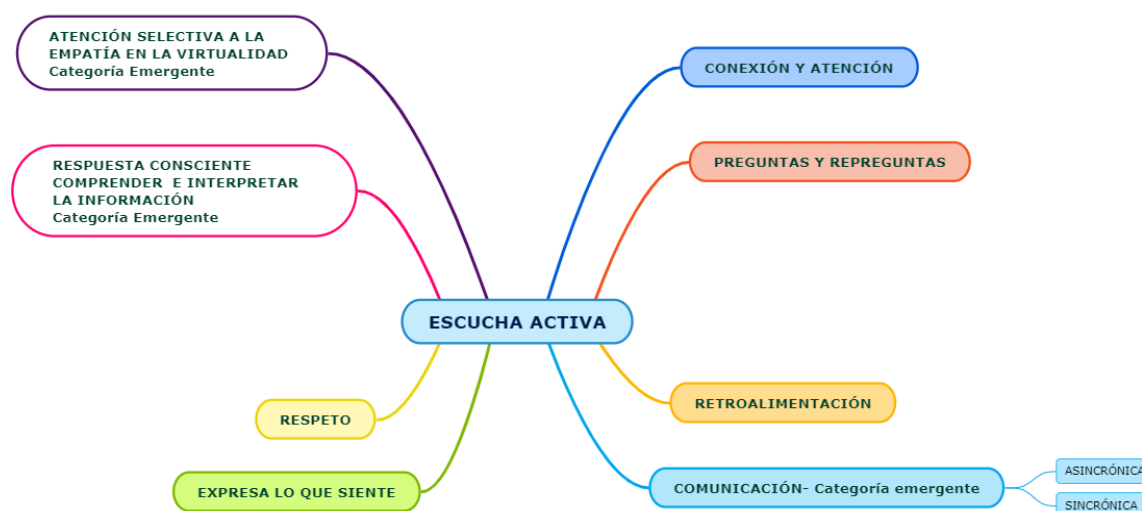 ATENCIÓN SELECTIVA A LA
EMPATÍA EN LA VIRTUALIDAD
Categoría Emergente
RESPUESTA CONSCIENTE
COMPRENDER E INTERPRETAR
LA INFORMACIÓN
Categoría Emergente
CONEXIÓN Y ATENCIÓN
PREGUNTAS Y REPREGUNTAS
ESCUCHA ACTIVA
RESPETO
EXPRESA LO QUE SIENTE
RETROALIMENTACIÓN
COMUNICACIÓN- Categoría emergente
ASINCRÓNICA
SINCRÓNICA